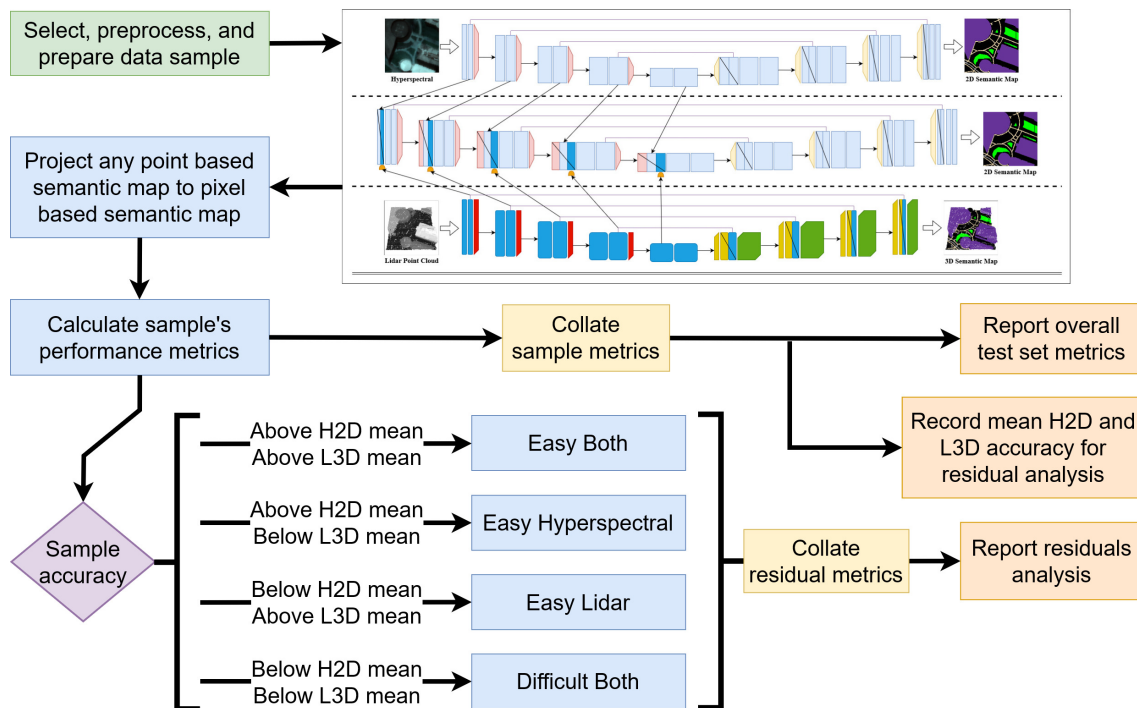 Select, preprocess, and
prepare data sample
Hyperspectral
2D Semantic Map
2D Semantic Map
Lidar Point Cloud
3D Semantic Map
Project any point based
semantic map to pixel
based semantic map
Calculate sample's
performance metrics
Collate
sample metrics
Report overall
test set metrics
Record mean H2D and
L3D accuracy for
residual analysis
Sample
accuracy
Above H2D mean
Above L3D mean
Easy Both
Above H2D mean
Below L3D mean
Easy Hyperspectral
Below H2D mean
Above L3D mean
Easy Lidar
Below H2D mean
Below L3D mean
Difficult Both
Collate
residual metrics
Report residuals
analysis